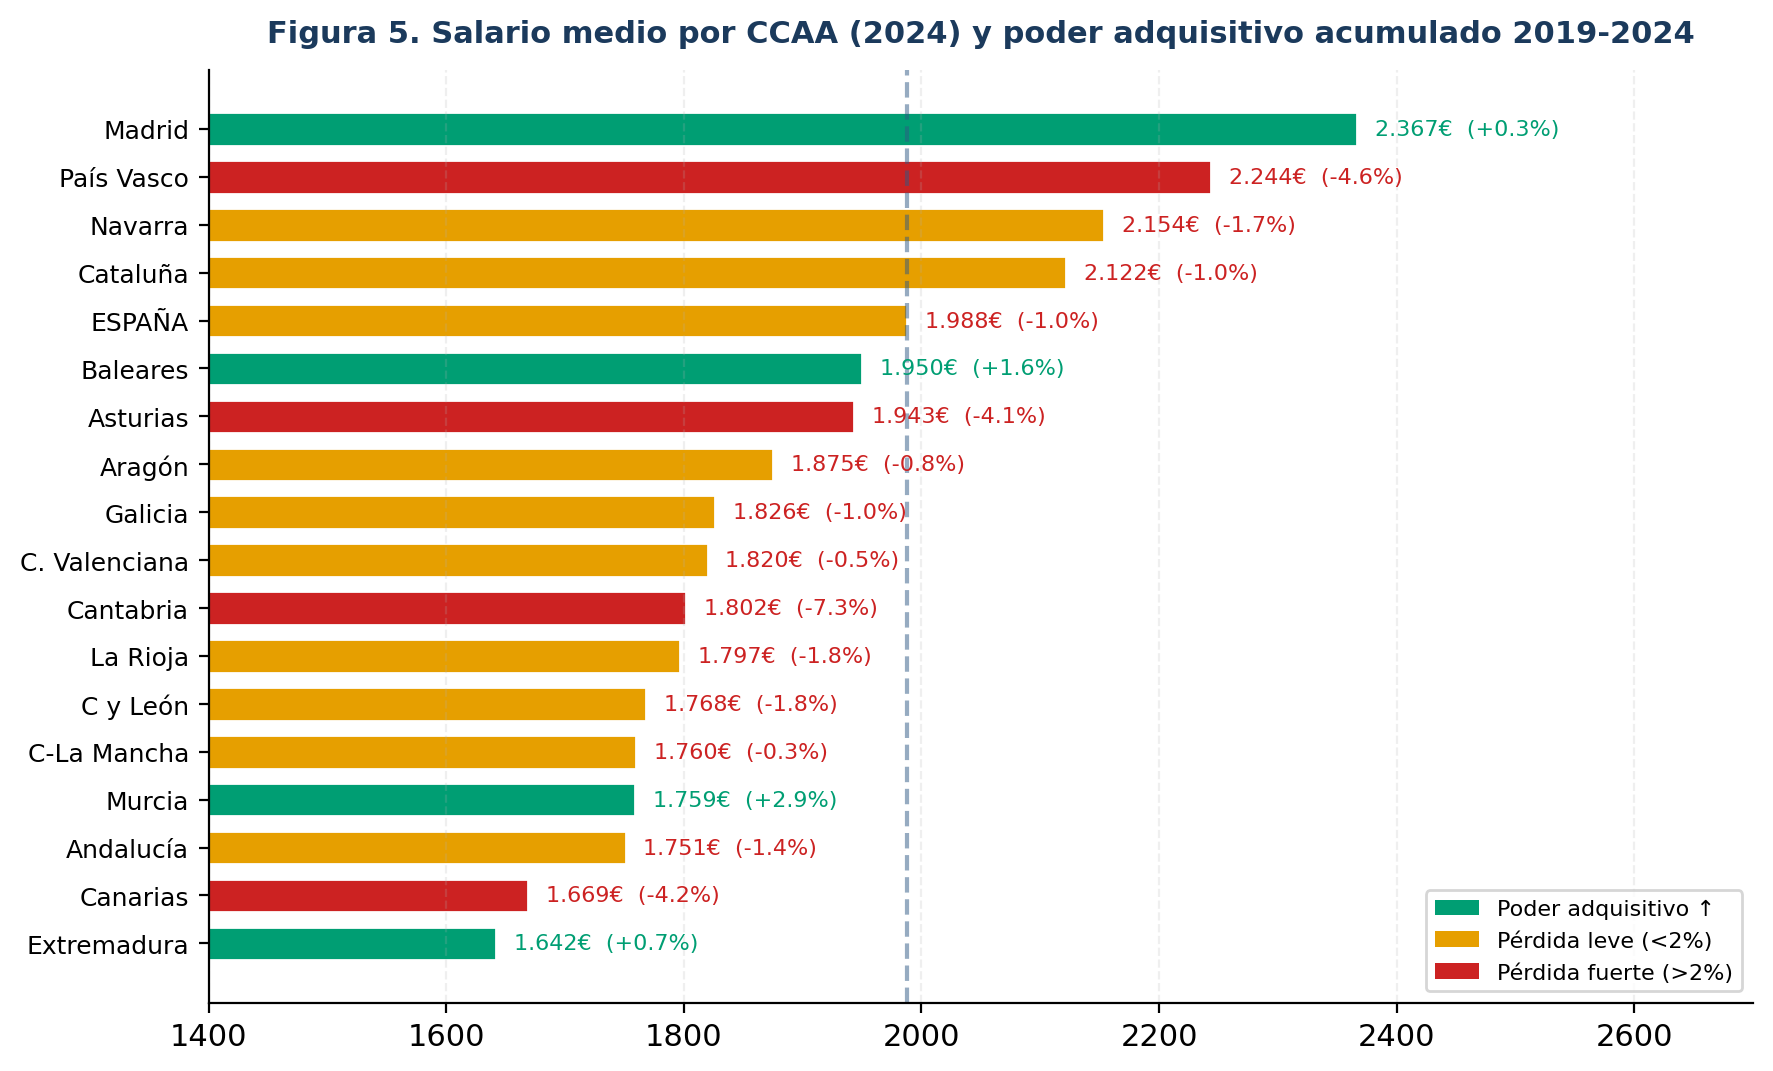 Figura 5. Salario medio por CCAA (2024) y poder adquisitivo acumulado 2019-2024
Madrid 2.367€ (+0.3%)
País Vasco 2.244€ (-4.6%)
Navarra 2.154€ (-1.7%)
Cataluña 2.122€ (-1.0%)
ESPAÑA 1.988€ (-1.0%)
Baleares 1.950€ (+1.6%)
Asturias 1.943€ (-4.1%)
Aragón 1.875€ (-0.8%)
Galicia 1.826€ (-1.0%)
C. Valenciana 1.820€ (-0.5%)
Cantabria 1.802€ (-7.3%)
La Rioja 1.797€ (-1.8%)
C y León 1.768€ (-1.8%)
C-La Mancha 1.760€ (-0.3%)
Murcia 1.759€ (+2.9%)
Andalucía 1.751€ (-1.4%)
Canarias 1.669€ (-4.2%)
Extremadura 1.642€ (+0.7%)
Poder adquisitivo ↑
Pérdida leve (<2%)
Pérdida fuerte (>2%)
1400 1600 1800 2000 2200 2400 2600